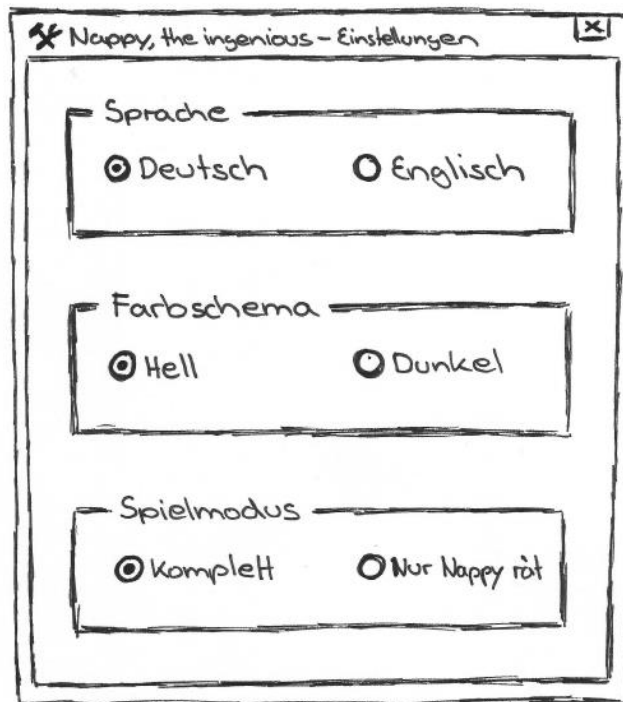 Nappy, the ingenious - Einstellungen
Sprache
Deutsch Englisch
Farbschema
Hell Dunkel
Spielmodus
Komplett Nur Nappy rät